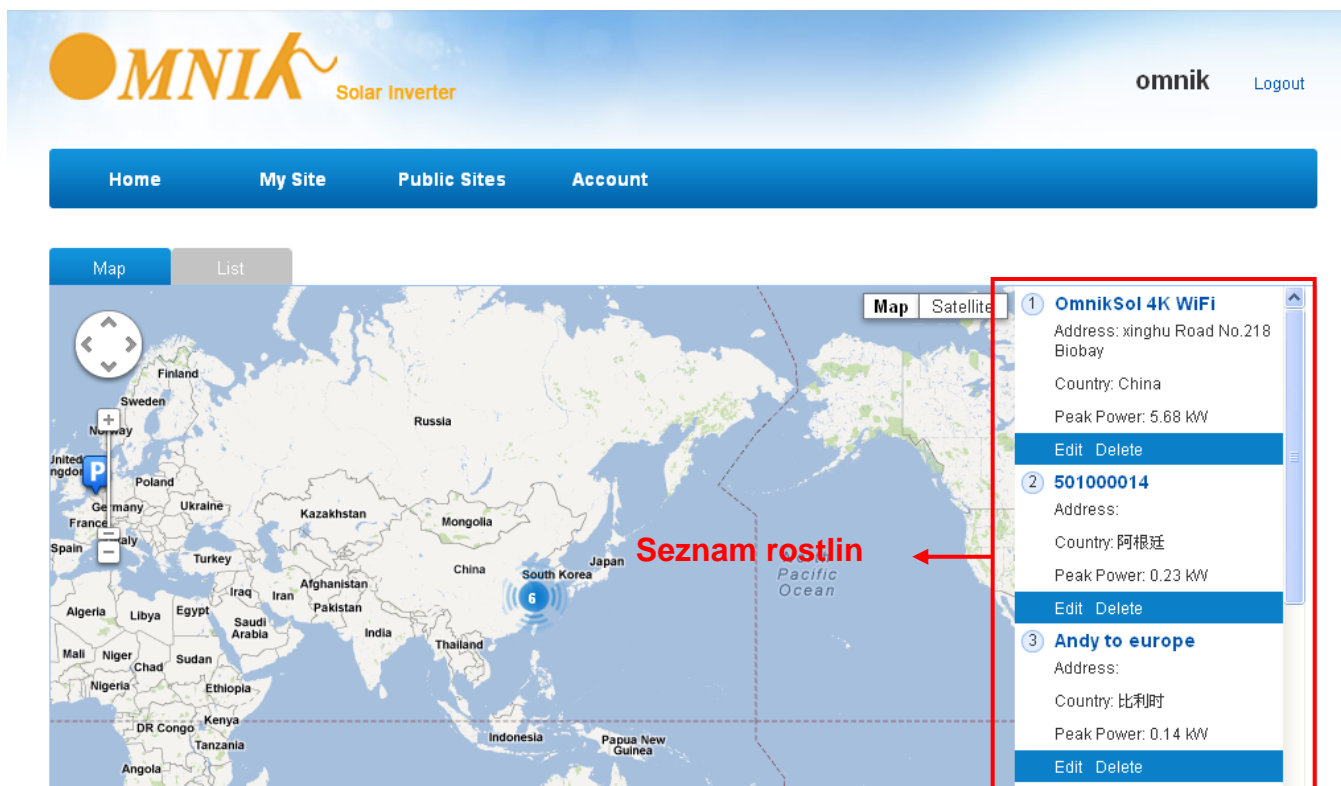 OMNIK Solar Inverter
omnik Logout
Home My Site Public Sites Account
Map List
Map Satellite
1 OmnikSol 4K WiFi
Address: xinghu Road No.218
Biobay
Country: China
Peak Power: 5.68 kW
Edit Delete
2 501000014
Address:
Country: 阿根廷
Peak Power: 0.23 kW
Edit Delete
3 Andy to europe
Address:
Country: 比利时
Peak Power: 0.14 kW
Edit Delete
Seznam rostlin
Finland
Sweden
Norway
Russia
United
ngdom
P
Poland
Germany
Ukraine
France
Kazakhstan
Mongolia
Spain
Italy
Turkey
Japan
China
South Korea
North
Pacific
Ocean
Afghanistan
Iraq
Iran
6
Algeria
Libya
Egypt
Pakistan
Saudi
Arabia
India
Thailand
Mali
Niger
Chad
Sudan
Nigeria
Ethiopia
DR Congo
Kenya
Tanzania
Indonesia
Papua New
Guinea
Angola